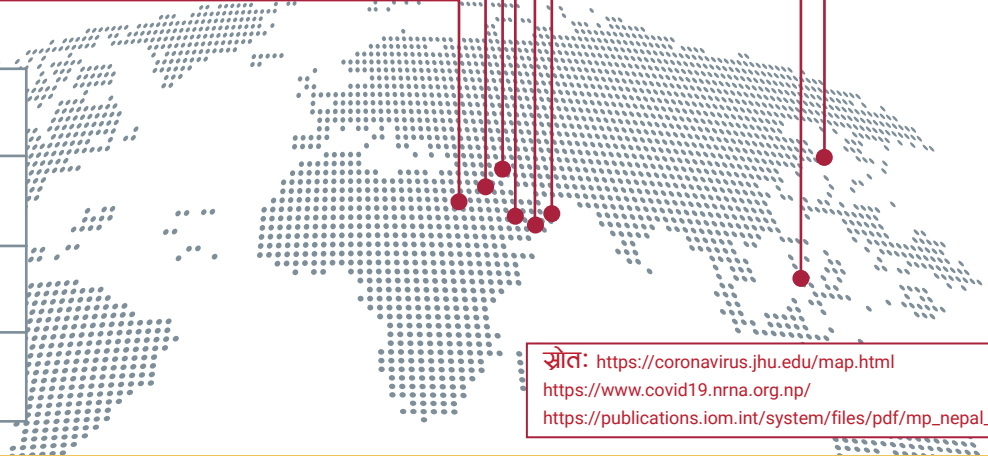 स्रोत: https://coronavirus.jhu.edu/map.html
https://www.covid19.nrna.org.np/
https://publications.iom.int/system/files/pdf/mp_nepal_